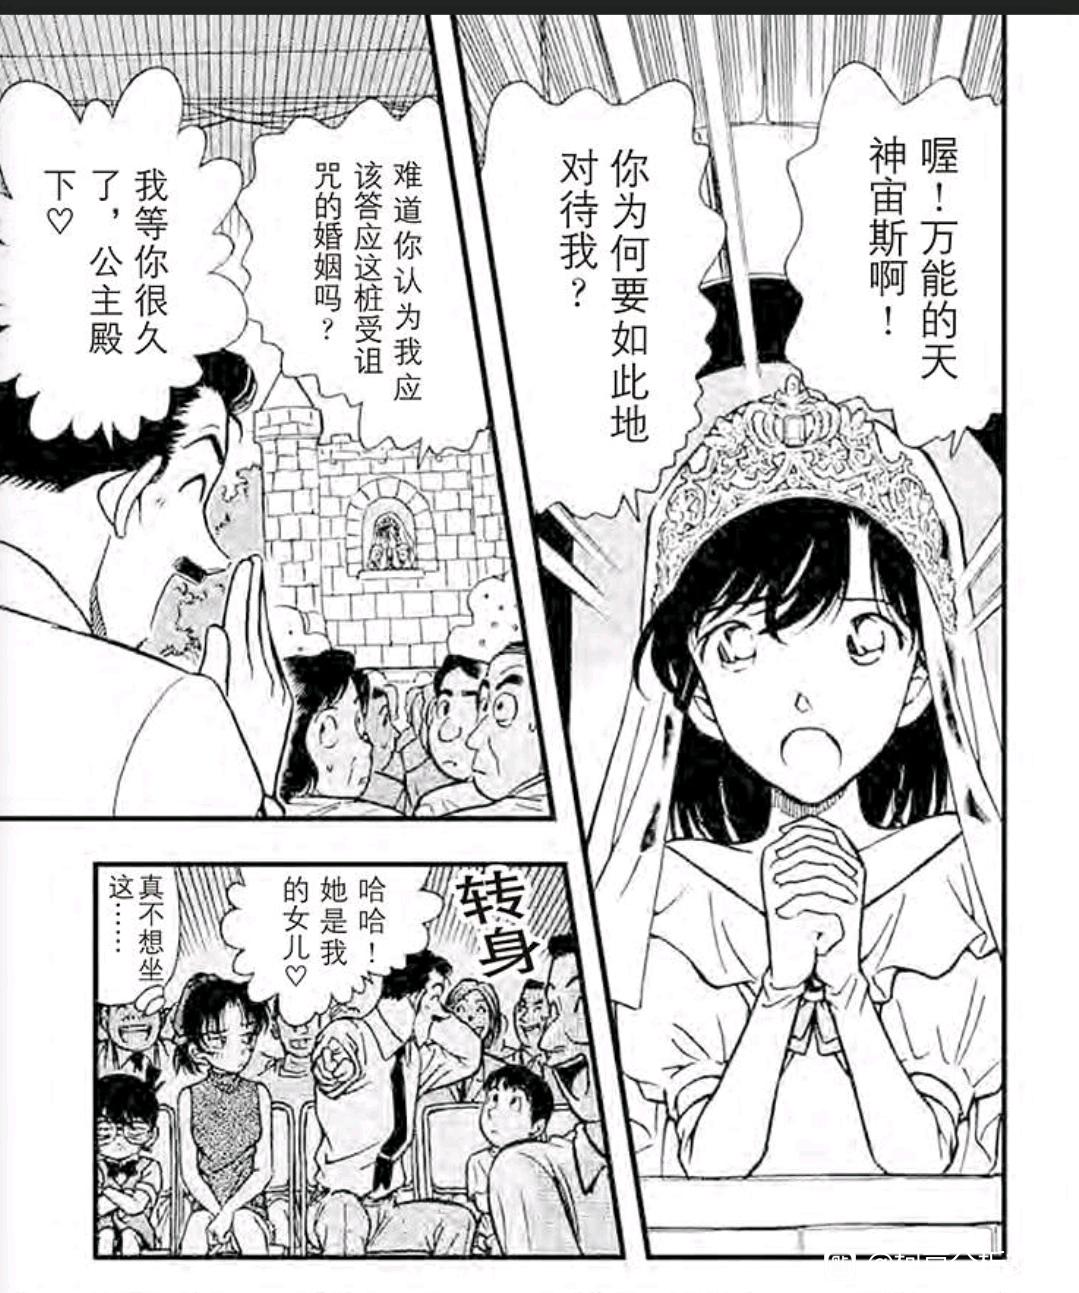 喔！万能的天
神宙斯啊！
你为何要如此地
对待我？
难道你认为我应
该答应这桩受诅
咒的婚姻吗？
我等你很久
了，公主殿
下♡
转身
哈哈！
她是我
的女儿♡
真不想坐
这……